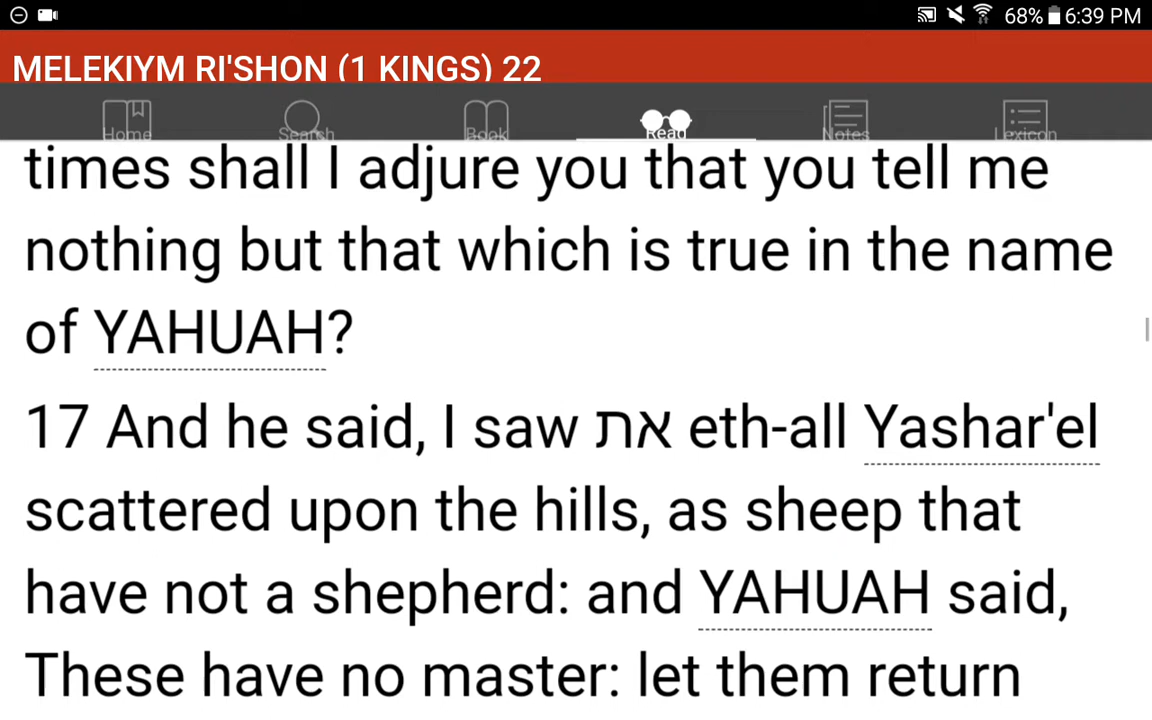 68% 6:39 PM
MELEKIYM RI'SHON (1 KINGS) 22
Home Search Book Read Notes Lexicon
times shall I adjure you that you tell me
nothing but that which is true in the name
of YAHUAH?
17 And he said, I saw את eth-all Yashar'el
scattered upon the hills, as sheep that
have not a shepherd: and YAHUAH said,
These have no master: let them return